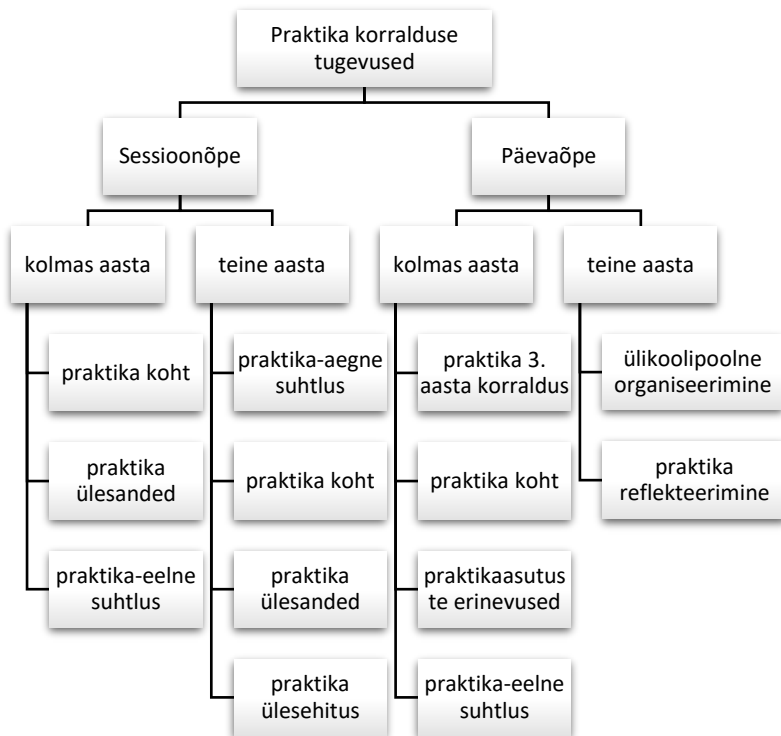 Praktika korralduse
tugevused
Sessioonõpe
Päevaõpe
kolmas aasta
teine aasta
kolmas aasta
teine aasta
praktika koht
praktika
ülesanded
praktika-eelne
suhtlus
praktika-aegne
suhtlus
praktika koht
praktika
ülesanded
praktika
ülesehitus
praktika 3.
aasta korraldus
praktika koht
praktikaasutus
te erinevused
praktika-eelne
suhtlus
ülikoolipoolne
organiseerimine
praktika
reflekteerimine